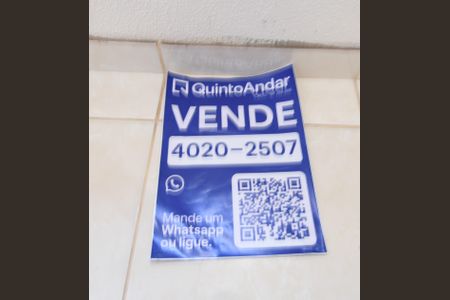 QuintoAndar
VENDE
4020-2507
Mande um
Whatsapp
ou ligue.